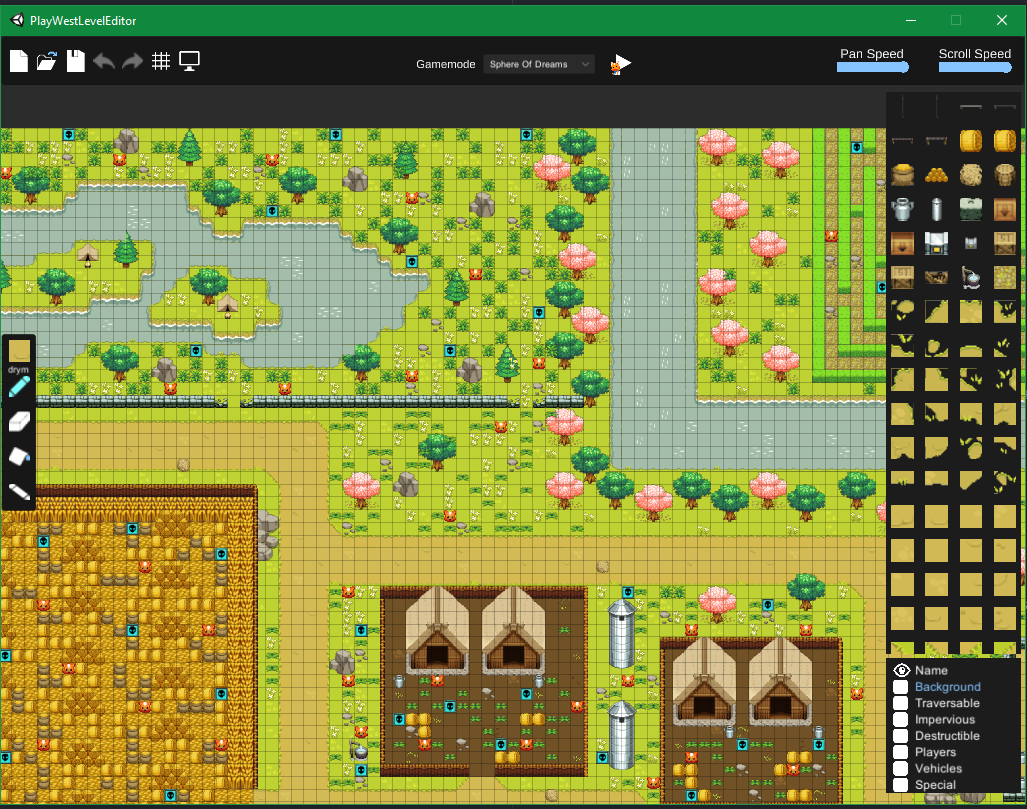 PlayWestLevelEditor
Gamemode
Sphere Of Dreams
Pan Speed
Scroll Speed
drym
Name
Background
Traversable
Impervious
Destructible
Players
Vehicles
Special